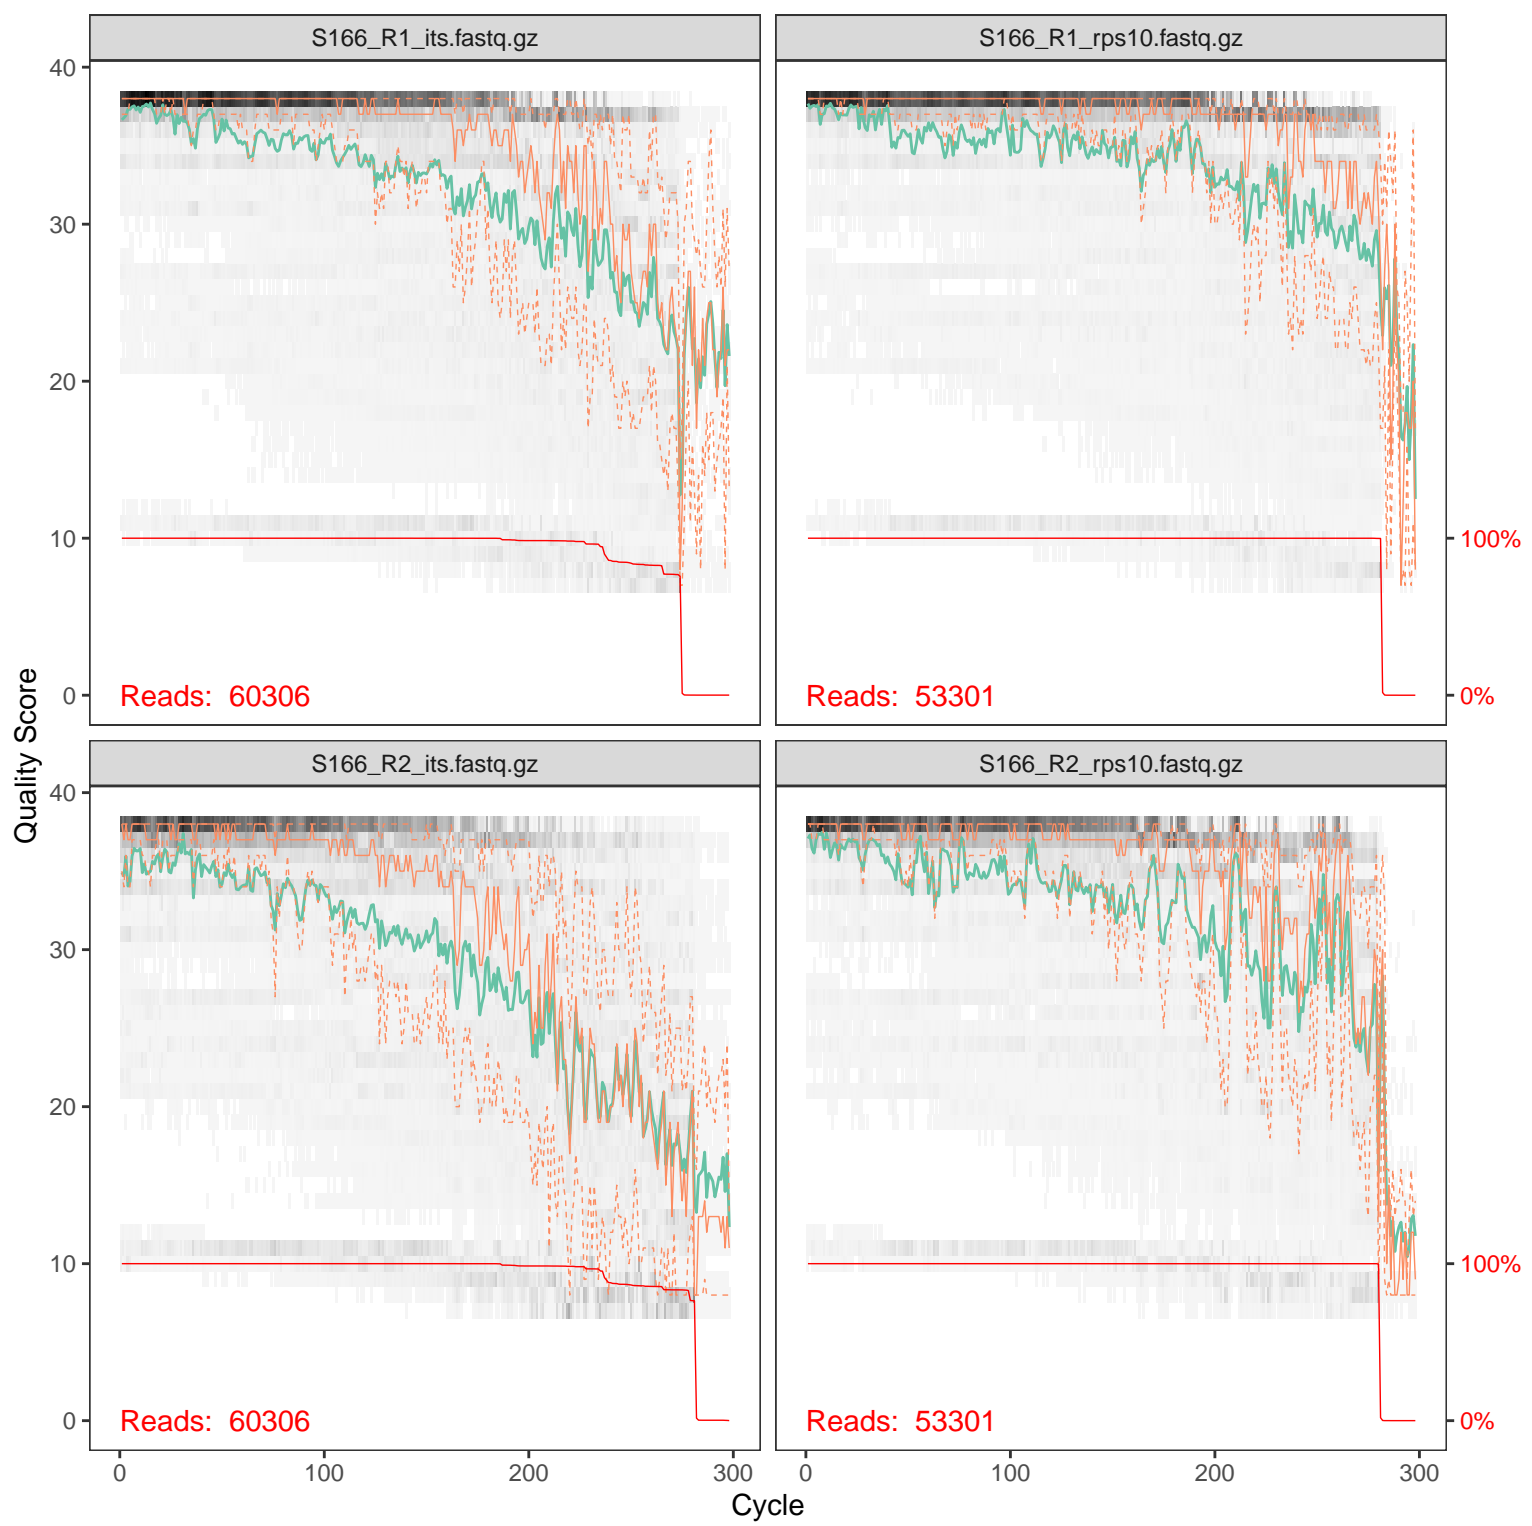 S166_R1_its.fastq.gz
S166_R1_rps10.fastq.gz
40
30
20
10
0
100%
0%
Reads: 60306
Reads: 53301
Quality Score
S166_R2_its.fastq.gz
S166_R2_rps10.fastq.gz
40
30
20
10
0
100%
0%
Reads: 60306
Reads: 53301
0
100
200
300
0
100
200
300
Cycle